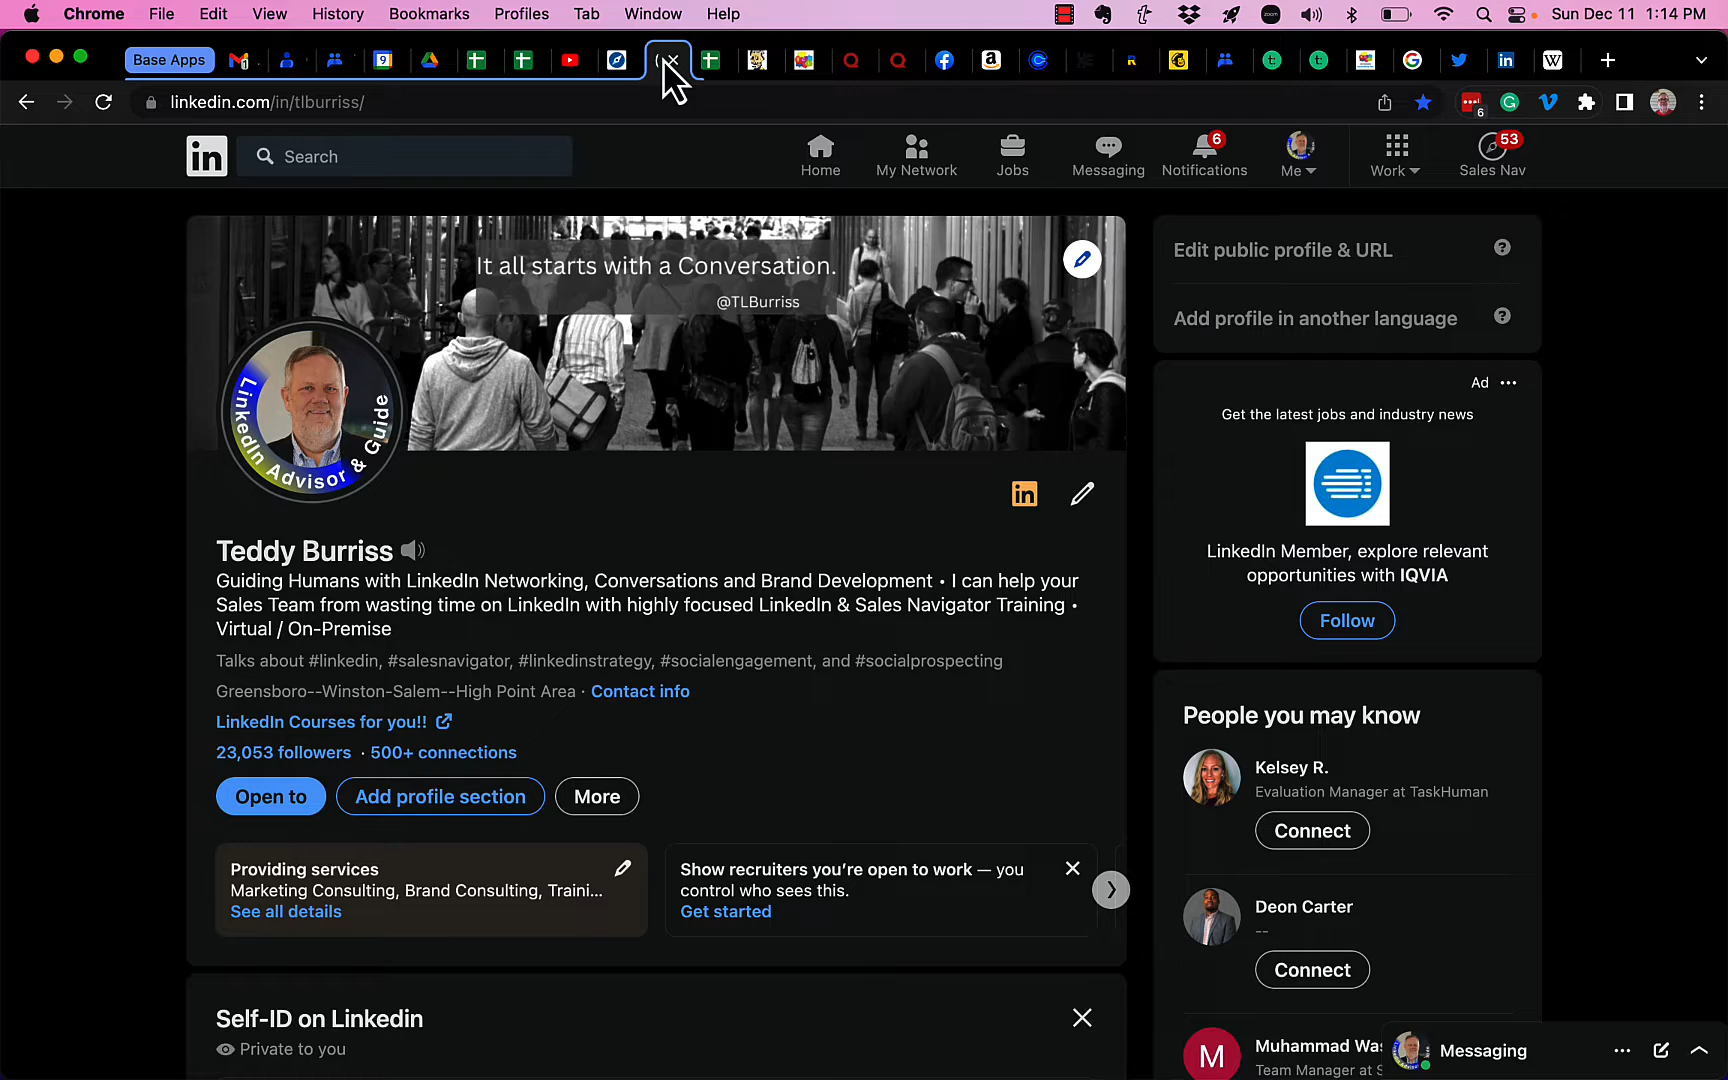 Chrome File Edit View History Bookmarks Profiles Tab Window Help
zoom
Sun Dec 11 1:14 PM
Base Apps
linkedin.com/in/tlburriss/
6
in Search
Home
My Network
Jobs
Messaging
6
Notifications
Me
Work
53
Sales Nav
It all starts with a Conversation.
@TLBurriss
LinkedIn Advisor & Guide
in
Teddy Burriss
Guiding Humans with LinkedIn Networking, Conversations and Brand Development • I can help your
Sales Team from wasting time on LinkedIn with highly focused LinkedIn & Sales Navigator Training •
Virtual / On-Premise
Talks about #linkedin, #salesnavigator, #linkedinstrategy, #socialengagement, and #socialprospecting
Greensboro--Winston-Salem--High Point Area · Contact info
LinkedIn Courses for you!!
23,053 followers · 500+ connections
Open to
Add profile section
More
Providing services
Marketing Consulting, Brand Consulting, Traini...
See all details
Show recruiters you’re open to work — you
control who sees this.
Get started
Self-ID on Linkedin
Private to you
Edit public profile & URL
Add profile in another language
Ad
Get the latest jobs and industry news
LinkedIn Member, explore relevant
opportunities with IQVIA
Follow
People you may know
Kelsey R.
Evaluation Manager at TaskHuman
Connect
Deon Carter
--
Connect
M
Muhammad Was
Team Manager at S
Messaging